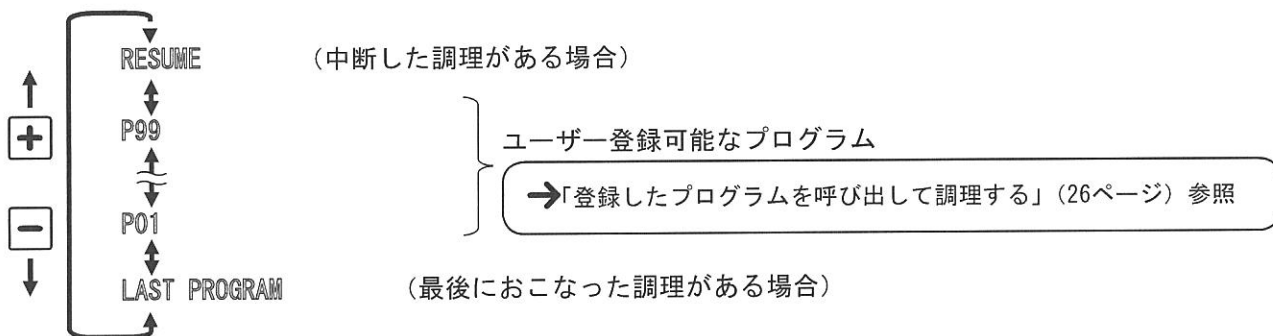 RESUME (中断した調理がある場合)
+
P99
ユーザー登録可能なプログラム
➔「登録したプログラムを呼び出して調理する」(26ページ) 参照
−
P01
LAST PROGRAM (最後におこなった調理がある場合)